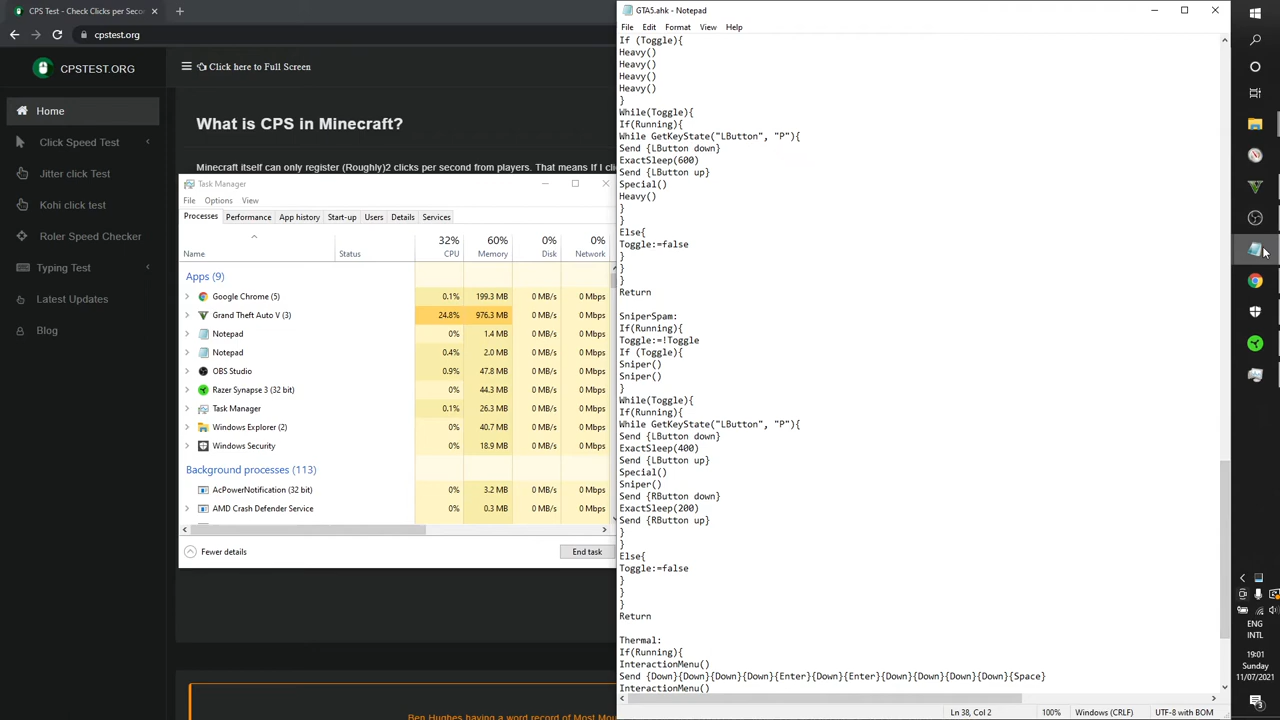 CPS Test - Check Clicks per Seco
cpstest.org
CPSTEST.ORG
Click Here to Full Screen
Home
Click Speed Test
Jitter click Test
Kohi click test
Roler Speed Checker
Typing Test
Latest Updates
Blog
What is CPS in Minecraft?
Minecraft itself can only register (Roughly)2 clicks per second from players. That means If I cli
Task Manager
File Options View
Processes Performance App history Start-up Users Details Services
32% 60% 0% 0%
Name Status CPU Memory Disk Network
Apps (9)
Google Chrome (5) 0.1% 199.3 MB 0 MB/s 0 Mbps
Grand Theft Auto V (3) 24.8% 976.3 MB 0 MB/s 0 Mbps
Notepad 0% 1.4 MB 0 MB/s 0 Mbps
Notepad 0.4% 2.0 MB 0 MB/s 0 Mbps
OBS Studio 0.9% 47.8 MB 0 MB/s 0 Mbps
Razer Synapse 3 (32 bit) 0% 44.3 MB 0 MB/s 0 Mbps
Task Manager 0.1% 26.3 MB 0 MB/s 0 Mbps
Windows Explorer (2) 0% 40.7 MB 0 MB/s 0 Mbps
Windows Security 0% 18.9 MB 0 MB/s 0 Mbps
Background processes (113)
AcPowerNotification (32 bit) 0% 3.2 MB 0 MB/s 0 Mbps
AMD Crash Defender Service 0% 0.3 MB 0 MB/s 0 Mbps
Fewer details
End task
Ben Hughes having a word record of Most Mou
GTA5.ahk - Notepad
File Edit Format View Help
If (Toggle){
Heavy()
Heavy()
Heavy()
Heavy()
}
While(Toggle){
If(Running){
While GetKeyState("LButton", "P"){
Send {LButton down}
ExactSleep(600)
Send {LButton up}
Special()
Heavy()
}
}
Else{
Toggle:=false
}
}
}
Return
SniperSpam:
If(Running){
Toggle:=!Toggle
If (Toggle){
Sniper()
Sniper()
}
While(Toggle){
If(Running){
While GetKeyState("LButton", "P"){
Send {LButton down}
ExactSleep(400)
Send {LButton up}
Special()
Sniper()
Send {RButton down}
ExactSleep(200)
Send {RButton up}
}
}
Else{
Toggle:=false
}
}
}
Return
Thermal:
If(Running){
InteractionMenu()
Send {Down}{Down}{Down}{Down}{Enter}{Down}{Enter}{Down}{Down}{Down}{Down}{Space}
InteractionMenu()
Ln 38, Col 2 100% Windows (CRLF) UTF-8 with BOM
ENG
INTL
19:01
Sunday
11/07/2021
3